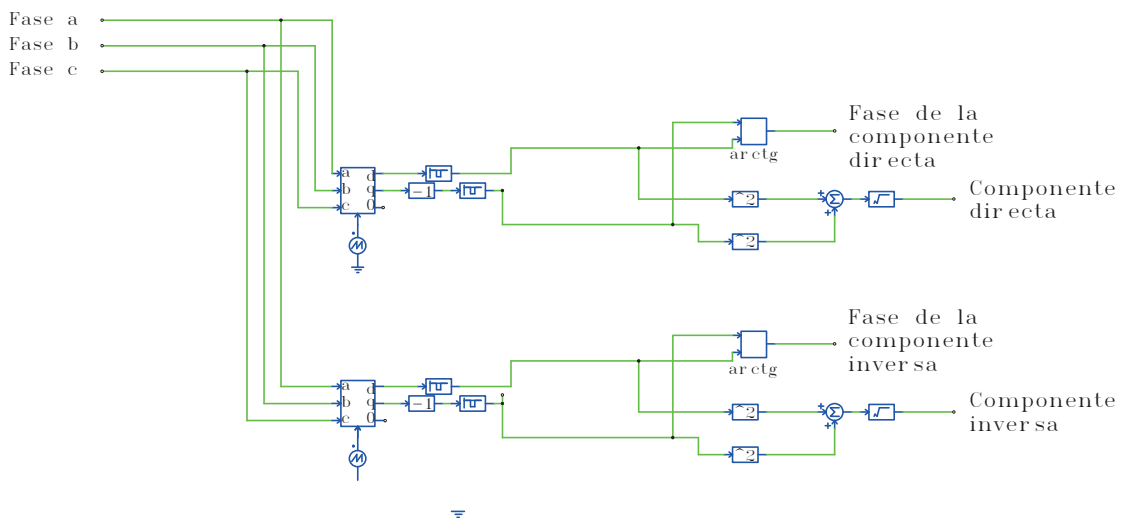 Fase a
Fase b
Fase c
Fase de la
componente
directa
arctg
a
b
c
d
q
0
-1
^2
Σ
+
+
√
Componente
directa
^2
Fase de la
componente
inversa
arctg
a
b
c
d
q
0
-1
^2
Σ
+
+
√
Componente
inversa
^2